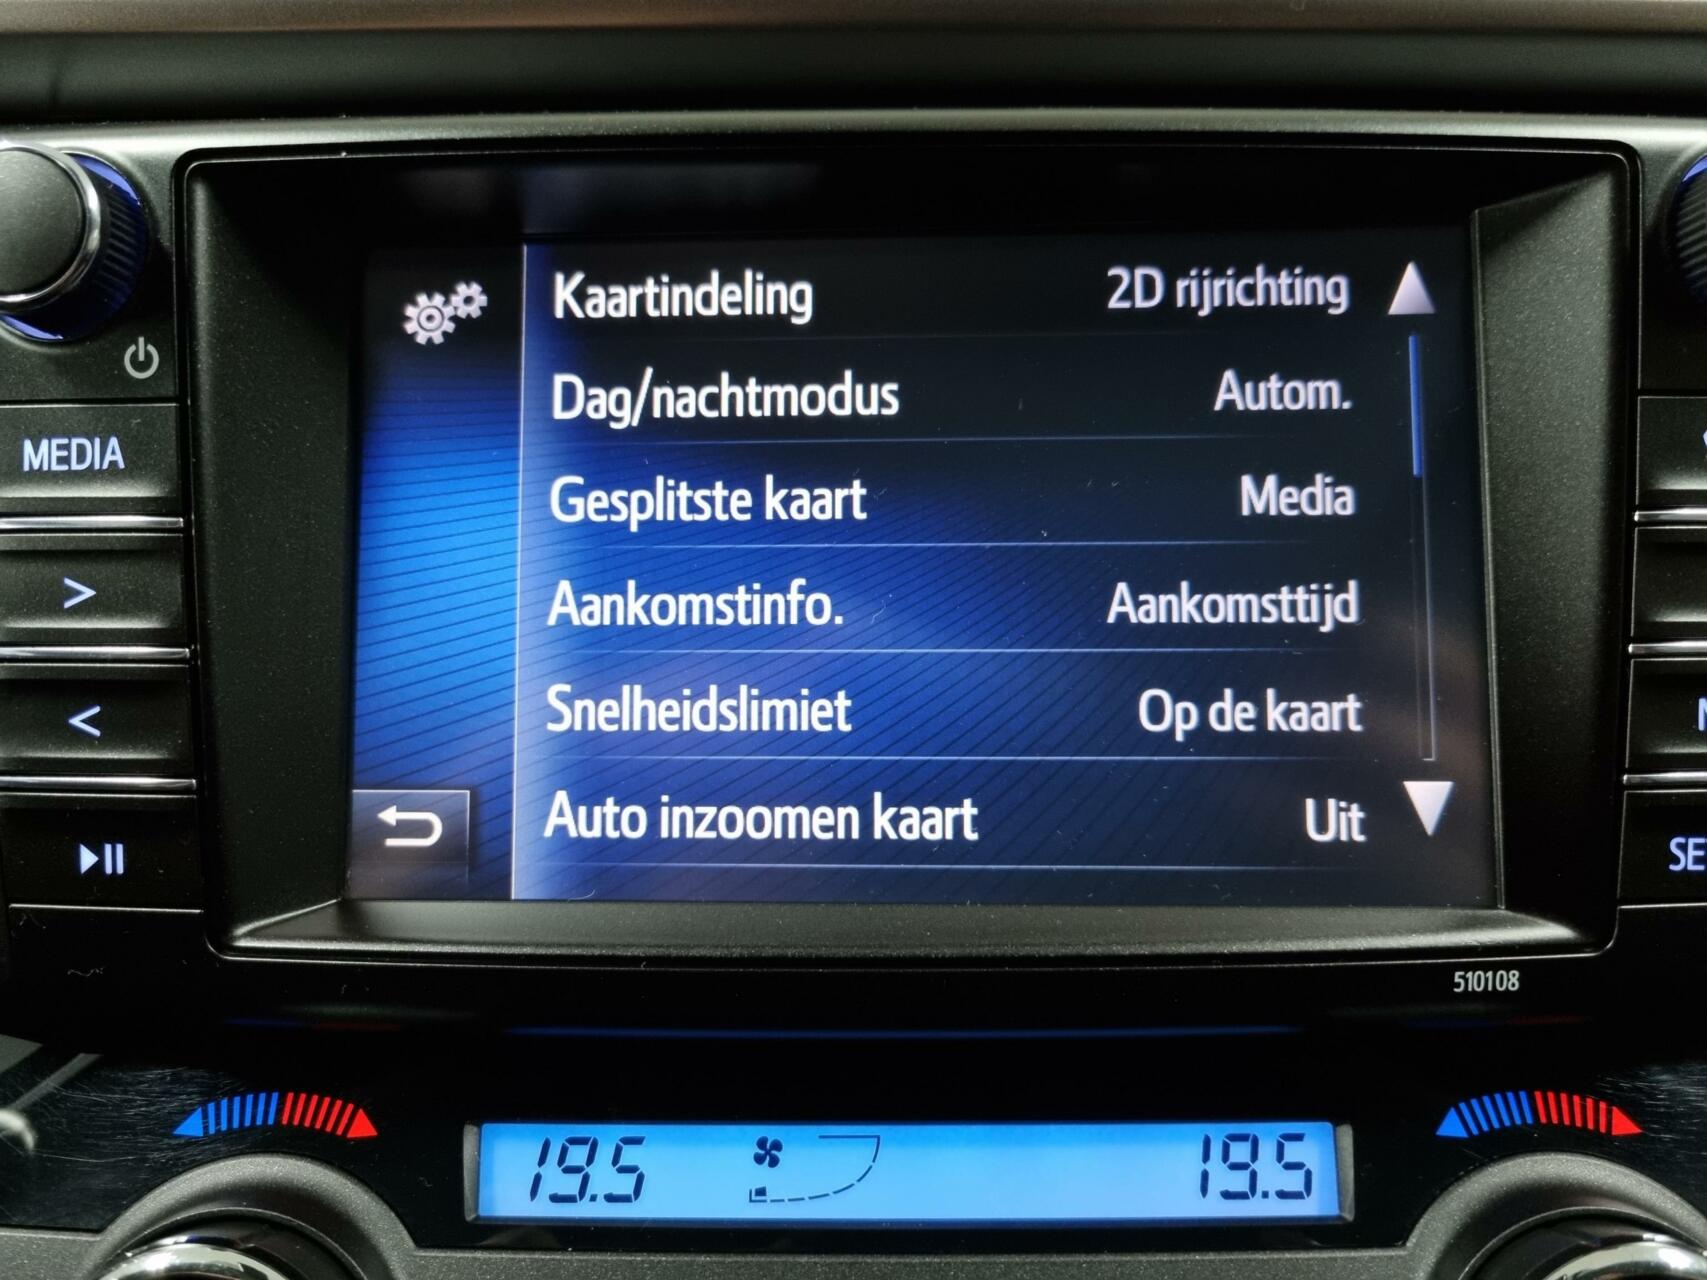 Kaartindeling 2D rijrichting
Dag/nachtmodus Autom.
MEDIA
Gesplitste kaart Media
>
Aankomstinfo. Aankomsttijd
<
Snelheidslimiet Op de kaart
Auto inzoomen kaart Uit
SE
510108
19.5 19.5